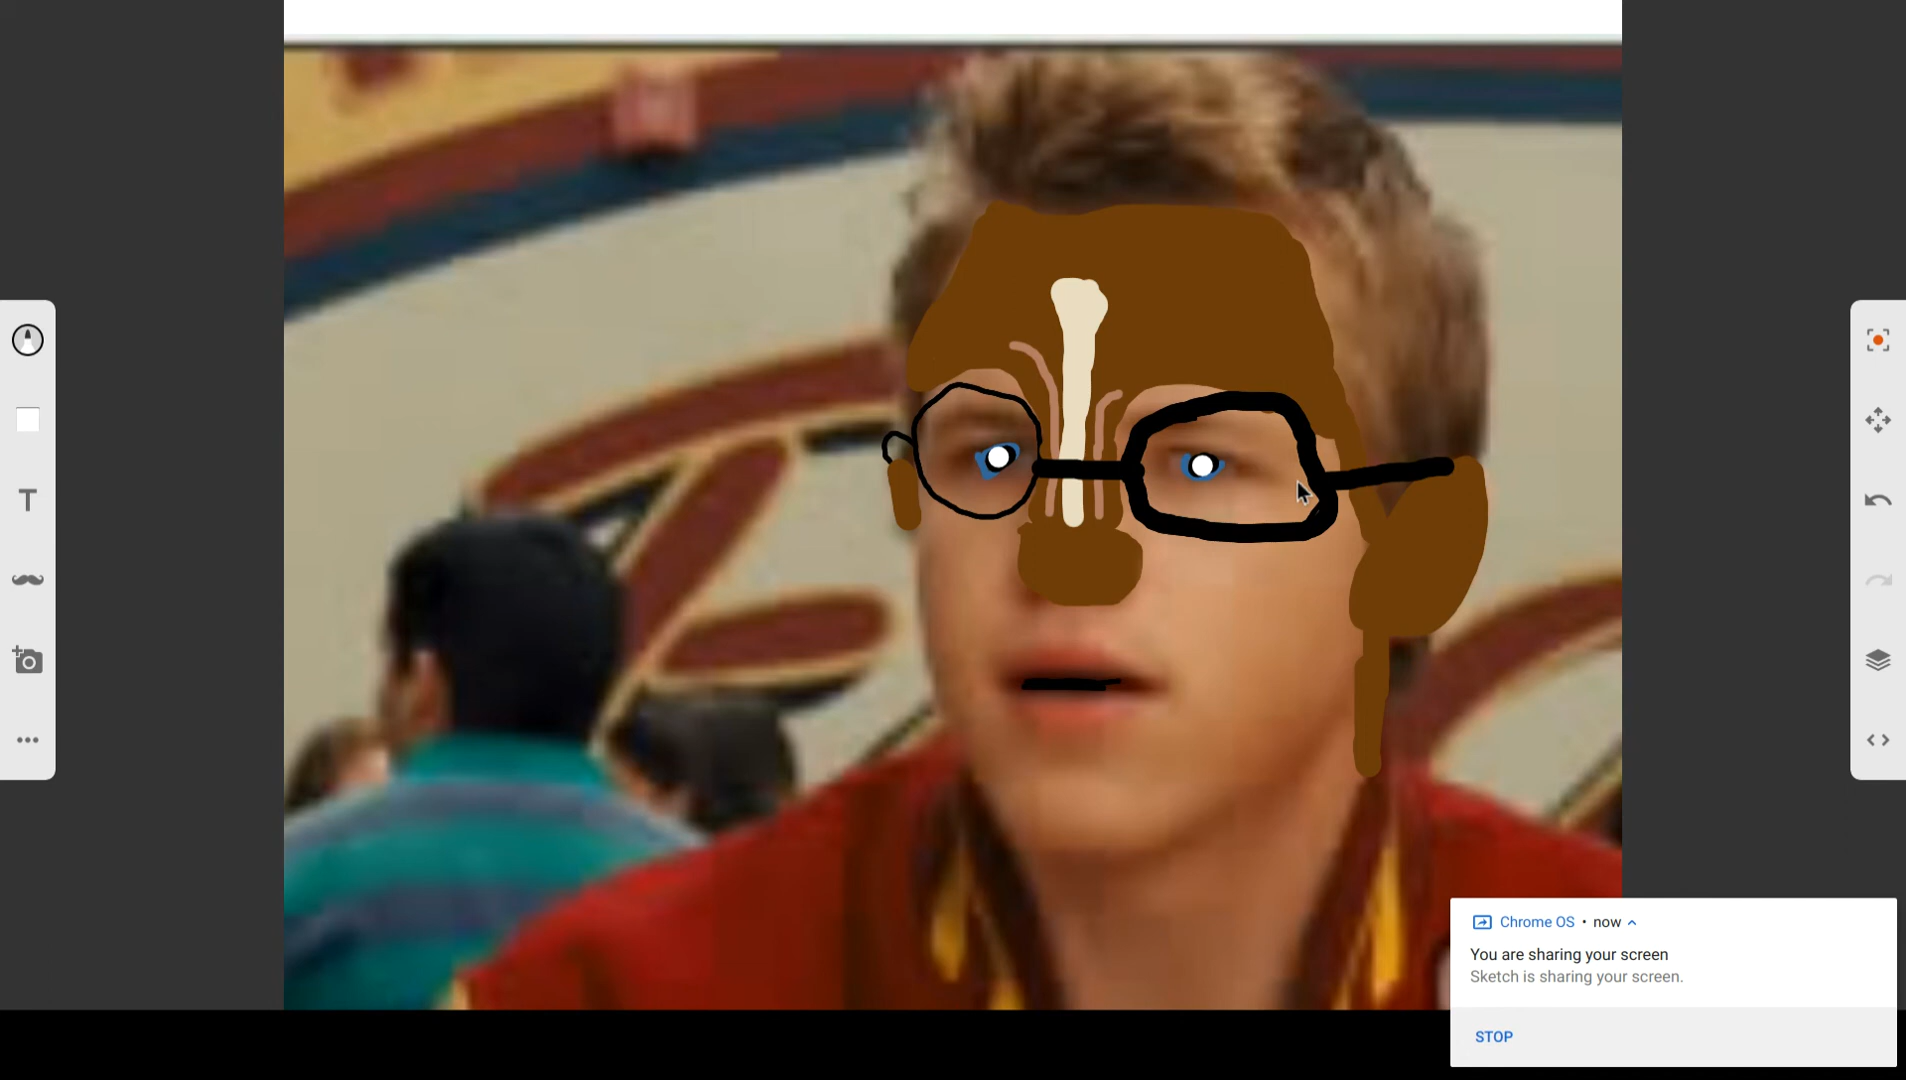 T
Chrome OS • now
You are sharing your screen
Sketch is sharing your screen.
STOP